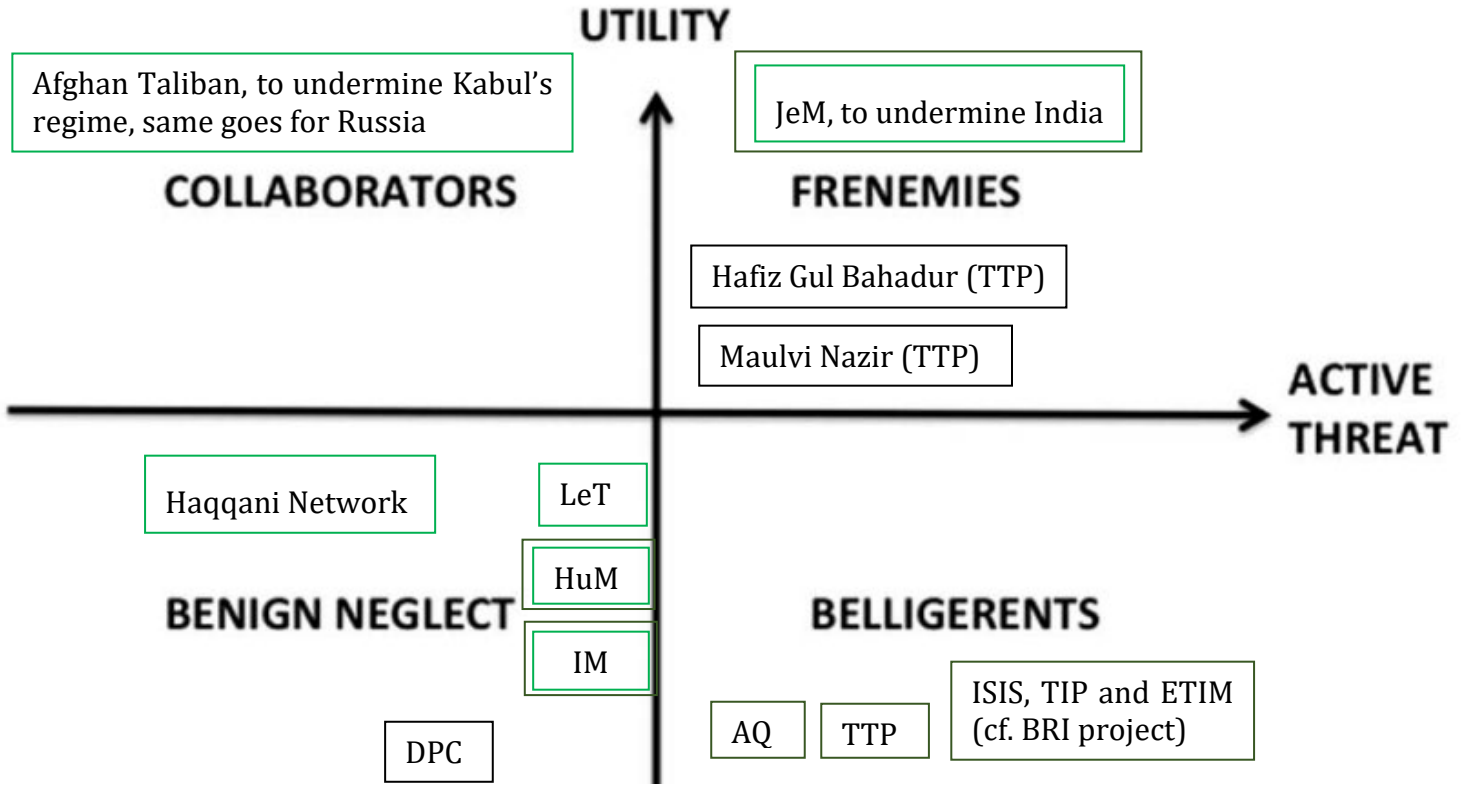 UTILITY
Afghan Taliban, to undermine Kabul’s
regime, same goes for Russia
JeM, to undermine India
COLLABORATORS
FRENEMIES
Hafiz Gul Bahadur (TTP)
Maulvi Nazir (TTP)
ACTIVE
THREAT
Haqqani Network
LeT
HuM
BENIGN NEGLECT
BELLIGERENTS
IM
ISIS, TIP and ETIM
(cf. BRI project)
AQ
TTP
DPC